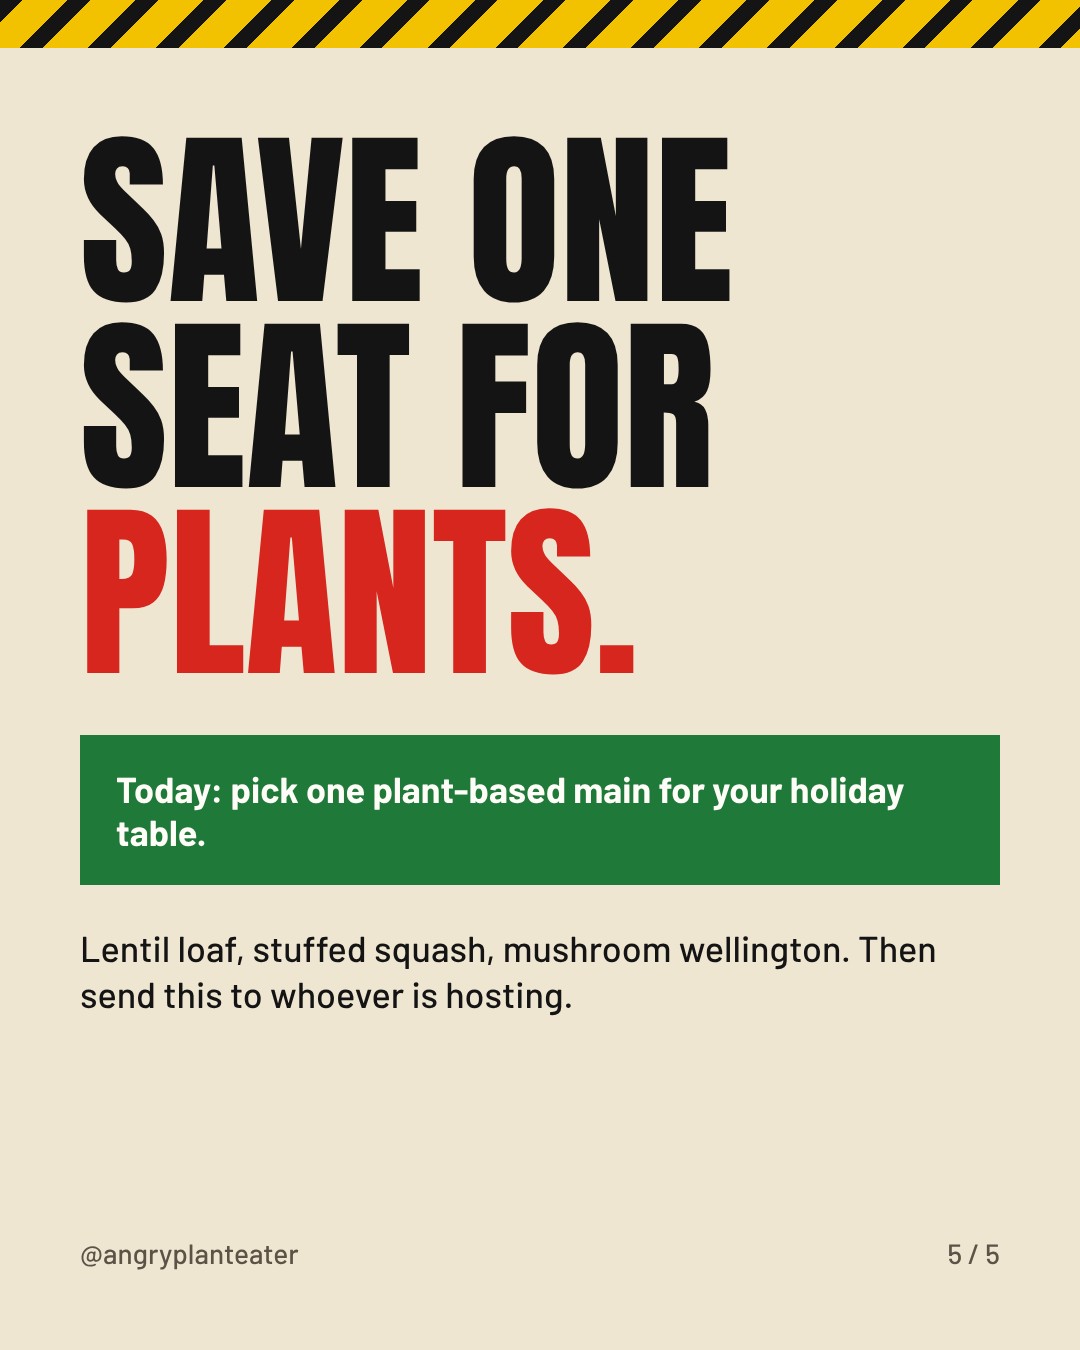 SAVE ONE
SEAT FOR
PLANTS.
Today: pick one plant-based main for your holiday
table.
Lentil loaf, stuffed squash, mushroom wellington. Then
send this to whoever is hosting.
@angryplanteater
5 / 5